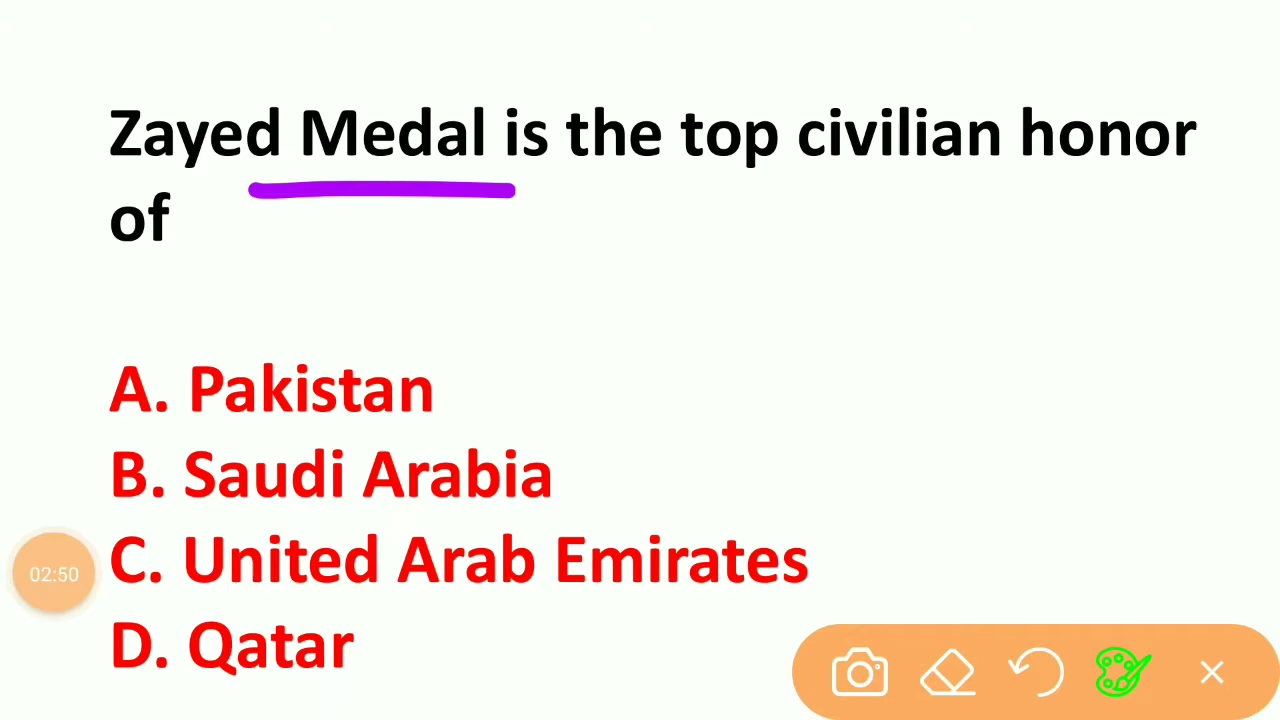 Zayed Medal is the top civilian honor
of
A. Pakistan
B. Saudi Arabia
C. United Arab Emirates
D. Qatar
02:50